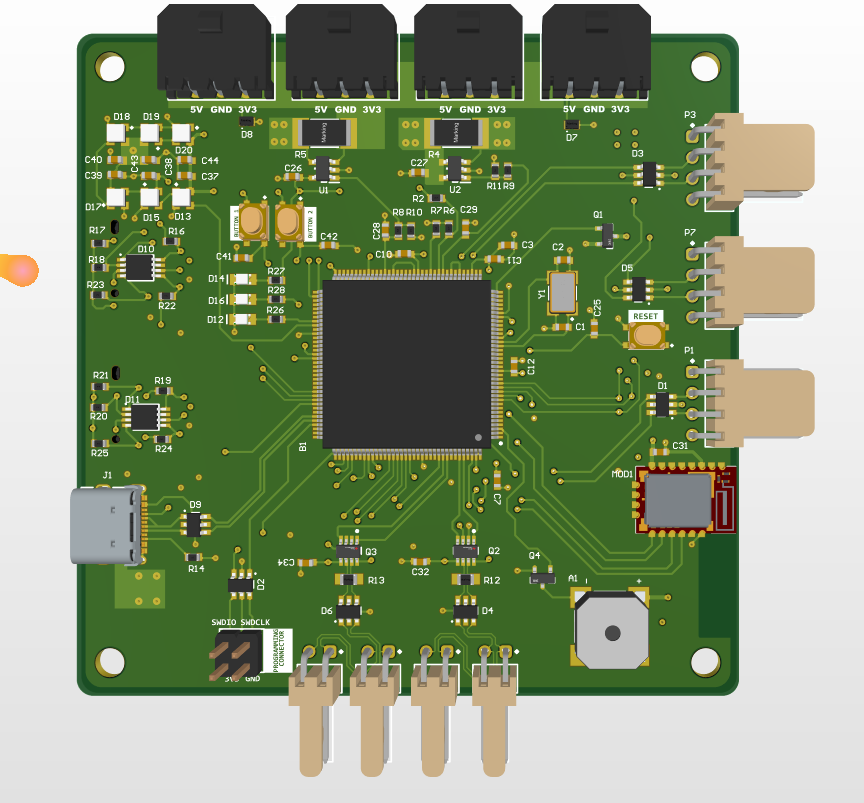 5V GND 3V3
5V GND 3V3
5V GND 3V3
5V GND 3V3
D18 D19
D20
D8
R5
Marking
U1
R4
Marking
U2
D7
P3
D3
C40
C43
C38
C44
C39
C37
C26
C27
R11 R9
D17
D15 D13
R2
R7 R6
C29
R8 R10
C28
BUTTON 1
BUTTON 2
Q1
P7
R17
R16
D10
R18
R23
R22
C42
C41
C10
C3
C11
C2
D14
R27
D16
R28
D12
R26
Y1
C1
C25
D5
RESET
P1
R21
R19
D11
R20
R25
R24
B1
C12
D1
C31
MOD1
J1
D9
R14
C7
Q3
Q2
C34
C32
R13
R12
Q4
D2
D6
D4
A1 - +
SWDIO SWDCLK
PROGRAMMING
CONNECTOR
GND